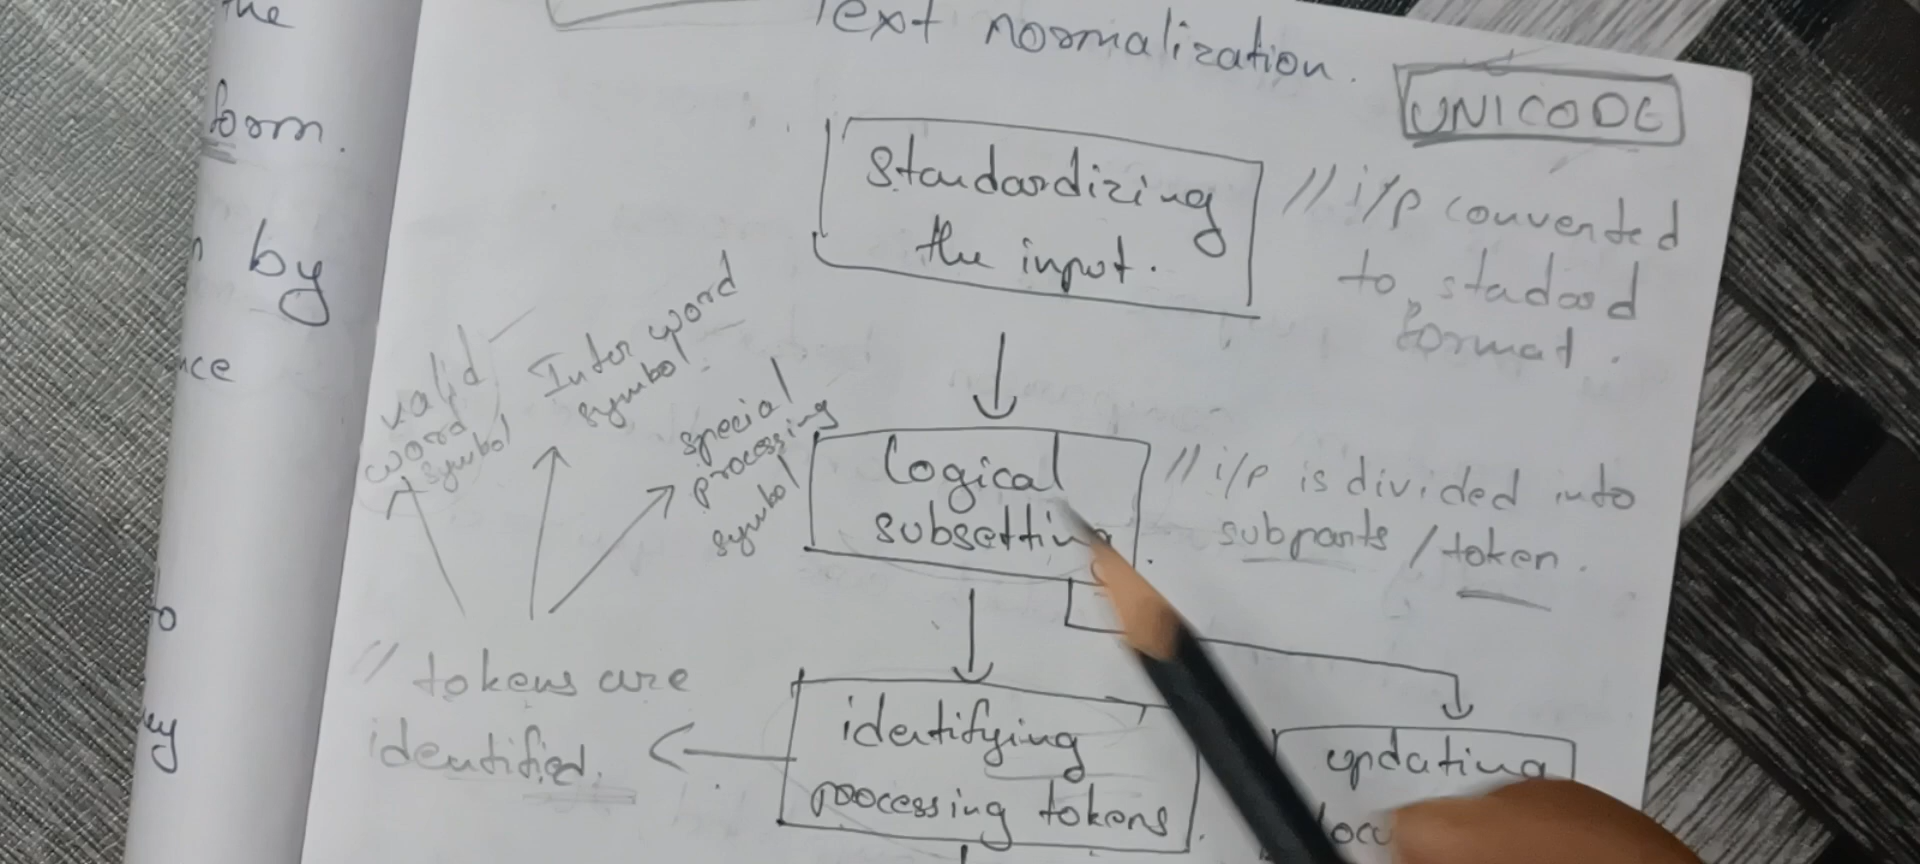 the
form.
by
Text normalization.
UNICODE
Standardizing
the input.
// i/p converted
to stadard
format.
valid
word
symbol
Inter word
symbol
special
processing
symbol
Logical
subsetting
// i/p is divided into
subparts / token.
// tokens are
identified.
identifying
processing tokens
updating